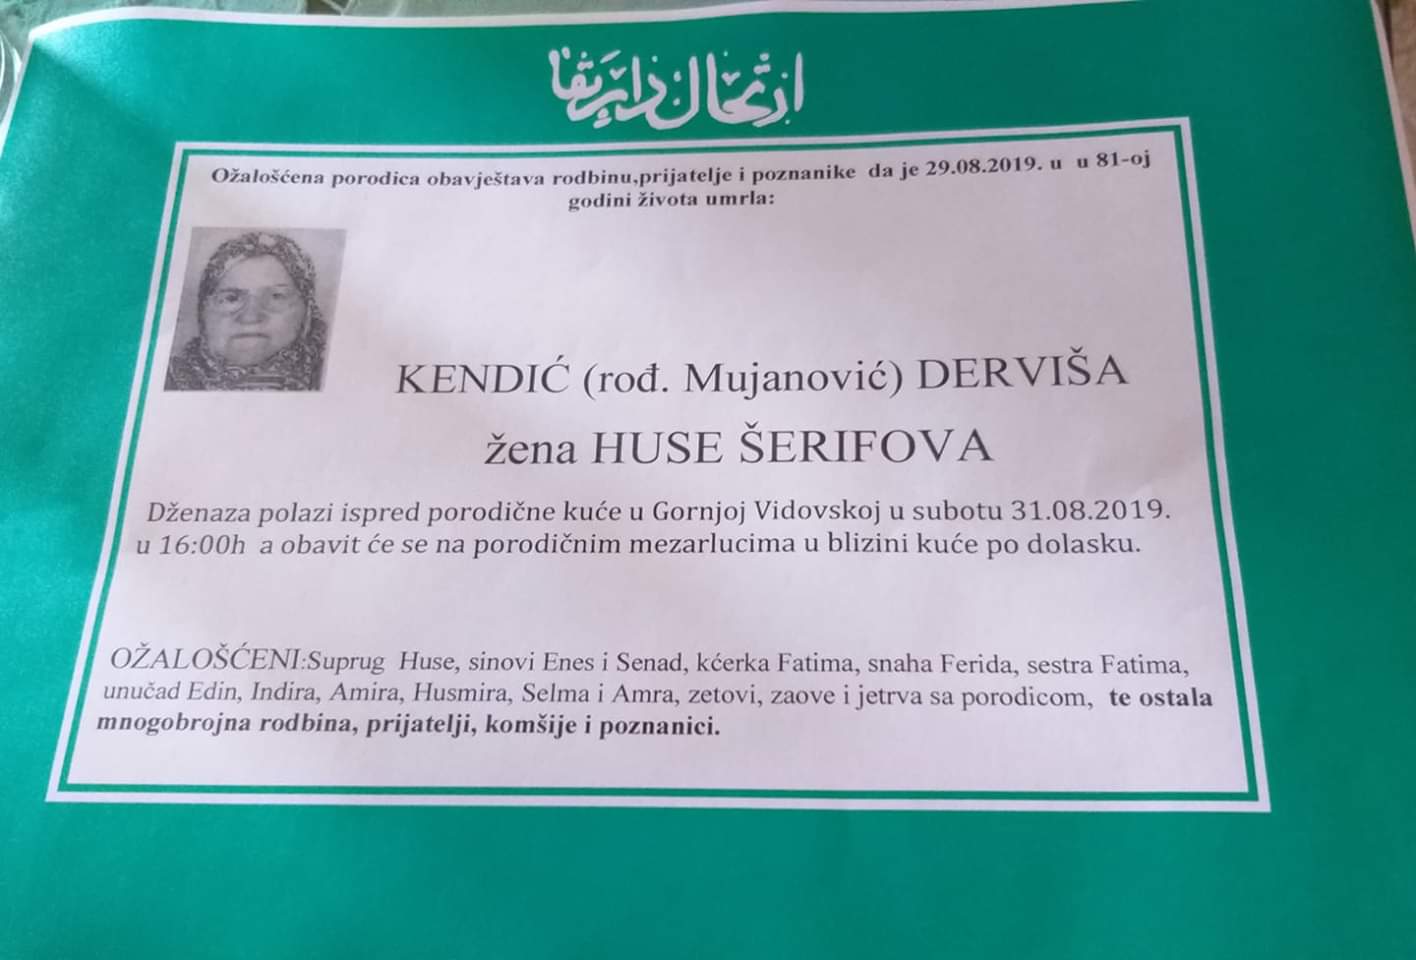 ارتحال دار بقا
Ožalošćena porodica obavještava rodbinu,prijatelje i poznanike da je 29.08.2019. u u 81-oj
godini života umrla:
KENDIĆ (rođ. Mujanović) DERVIŠA
žena HUSE ŠERIFOVA
Dženaza polazi ispred porodične kuće u Gornjoj Vidovskoj u subotu 31.08.2019.
u 16:00h a obavit će se na porodičnim mezarlucima u blizini kuće po dolasku.
OŽALOŠĆENI:Suprug Huse, sinovi Enes i Senad, kćerka Fatima, snaha Ferida, sestra Fatima,
unučad Edin, Indira, Amira, Husmira, Selma i Amra, zetovi, zaove i jetrva sa porodicom, te ostala
mnogobrojna rodbina, prijatelji, komšije i poznanici.